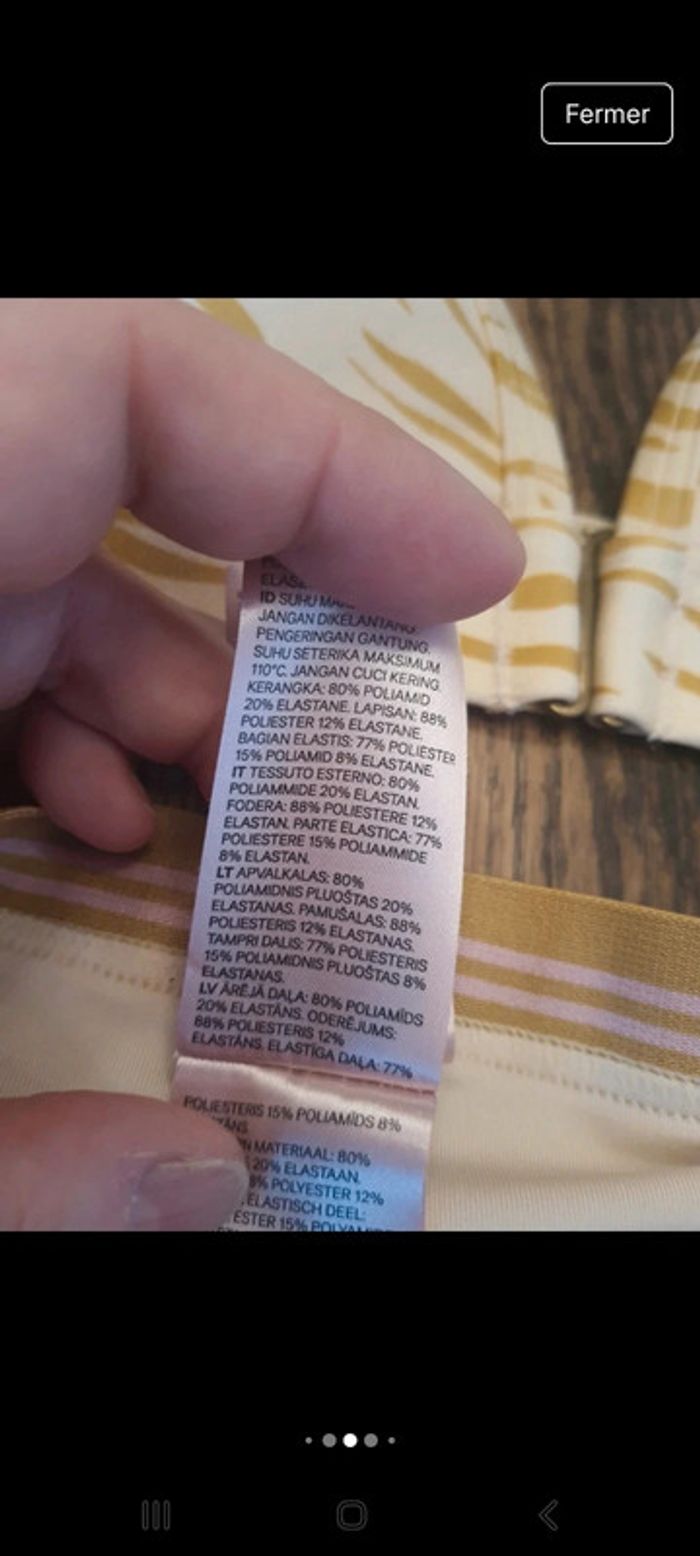 Fermer
ID SUHU
JANGAN DIKELANTANG.
PENGERINGAN GANTUNG.
SUHU SETERIKA MAKSIMUM
110°C. JANGAN CUCI KERING.
KERANGKA: 80% POLIAMID
20% ELASTANE. LAPISAN: 88%
POLIESTER 12% ELASTANE.
BAGIAN ELASTIS: 77% POLIESTER
15% POLIAMID 8% ELASTANE.
IT TESSUTO ESTERNO: 80%
POLIAMMIDE 20% ELASTAN.
FODERA: 88% POLIESTERE 12%
ELASTAN. PARTE ELASTICA: 77%
POLIESTERE 15% POLIAMMIDE
8% ELASTAN.
LT APVALKALAS: 80%
POLIAMIDNIS PLUOŠTAS 20%
ELASTANAS. PAMUŠALAS: 88%
POLIESTERIS 12% ELASTANAS.
TAMPRI DALIS: 77% POLIESTERIS
15% POLIAMIDNIS PLUOŠTAS 8%
ELASTANAS.
LV ĀRĒJĀ DAĻA: 80% POLIAMĪDS
20% ELASTĀNS. ODERĒJUMS:
88% POLIESTERIS 12%
ELASTĀNS. ELASTĪGA DAĻA: 77%
POLIESTERIS 15% POLIAMĪDS 8%
MATERIAAL: 80%
20% ELASTAAN.
POLYESTER 12%
ELASTISCH DEEL:
15%